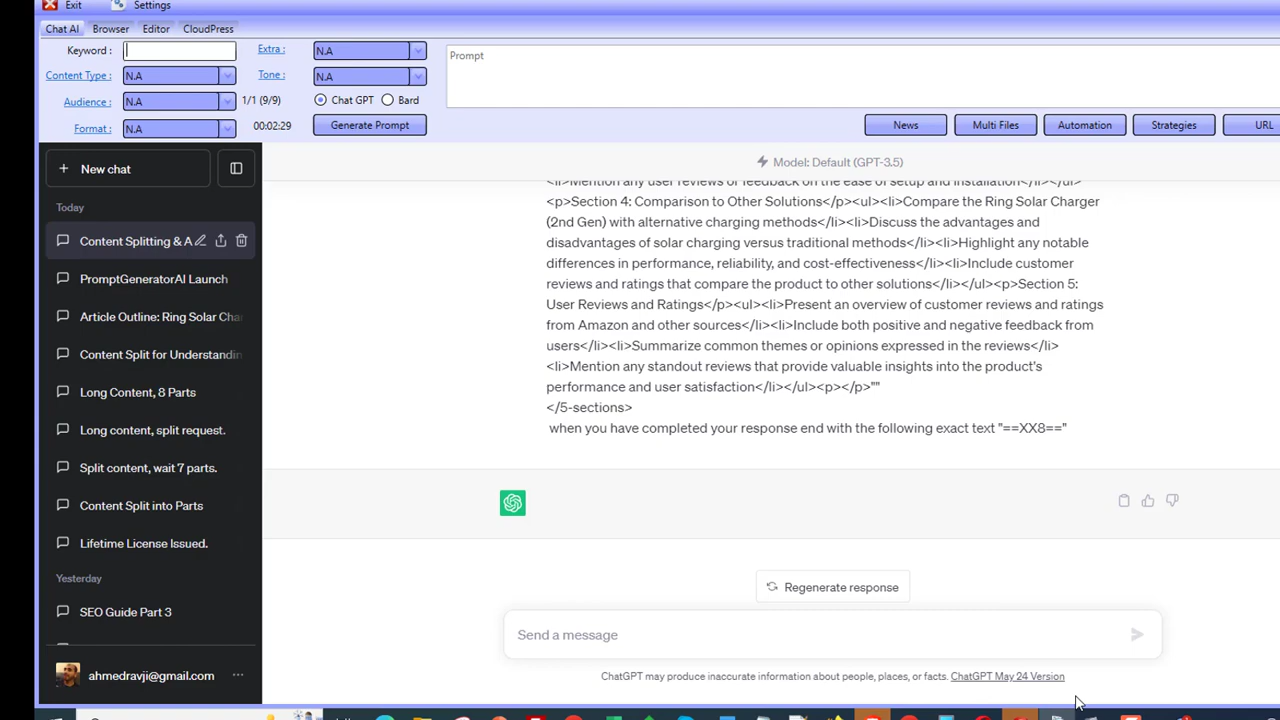 Exit Settings
Chat AI Browser Editor CloudPress
Keyword : Extra : N.A
Prompt
Content Type : N.A Tone : N.A
Audience : N.A 1/1 (9/9) Chat GPT Bard
Format : N.A 00:02:29 Generate Prompt News Multi Files Automation Strategies URL
+ New chat
Model: Default (GPT-3.5)
Today
Content Splitting & A
PromptGeneratorAI Launch
Article Outline: Ring Solar Cha
Content Split for Understandin
Long Content, 8 Parts
Long content, split request.
Split content, wait 7 parts.
Content Split into Parts
Lifetime License Issued.
Yesterday
SEO Guide Part 3
ahmedravji@gmail.com ...
<li>Mention any user reviews or feedback on the ease of setup and installation</li></ul>
<p>Section 4: Comparison to Other Solutions</p><ul><li>Compare the Ring Solar Charger
(2nd Gen) with alternative charging methods</li><li>Discuss the advantages and
disadvantages of solar charging versus traditional methods</li><li>Highlight any notable
differences in performance, reliability, and cost-effectiveness</li><li>Include customer
reviews and ratings that compare the product to other solutions</li></ul><p>Section 5:
User Reviews and Ratings</p><ul><li>Present an overview of customer reviews and ratings
from Amazon and other sources</li><li>Include both positive and negative feedback from
users</li><li>Summarize common themes or opinions expressed in the reviews</li>
<li>Mention any standout reviews that provide valuable insights into the product's
performance and user satisfaction</li></ul><p></p>""
</5-sections>
when you have completed your response end with the following exact text "==XX8=="
Regenerate response
Send a message
ChatGPT may produce inaccurate information about people, places, or facts. ChatGPT May 24 Version